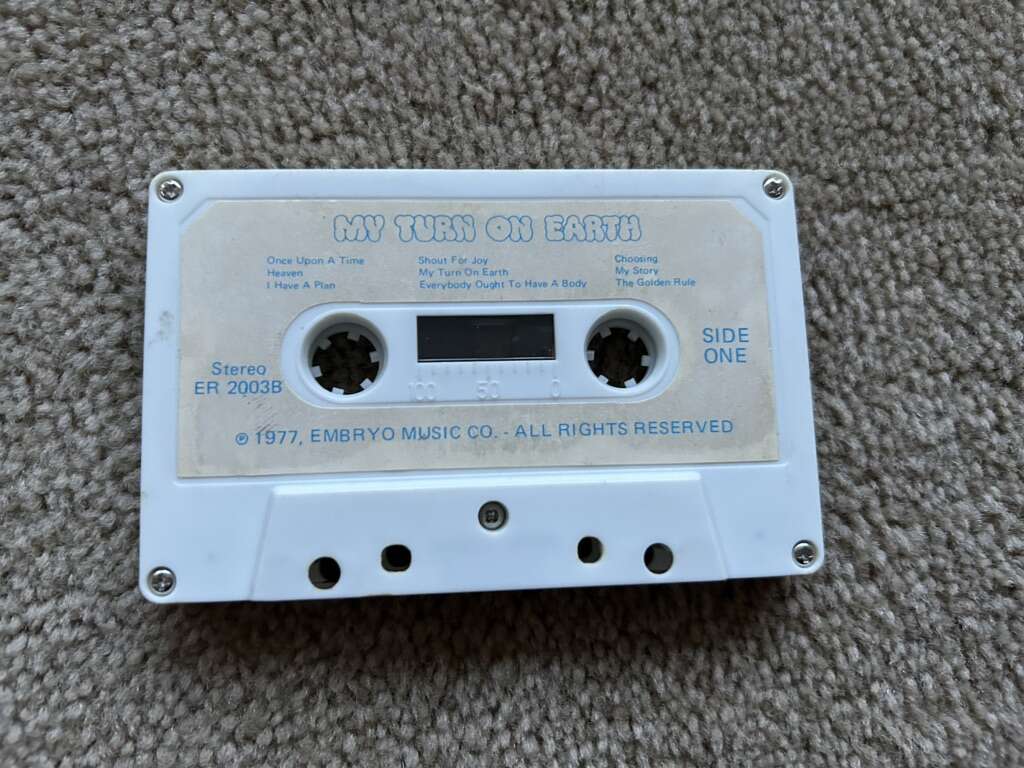 MY TURN ON EARTH
Once Upon A Time
Heaven
I Have A Plan
Shout For Joy
My Turn On Earth
Everybody Ought To Have A Body
Choosing
My Story
The Golden Rule
Stereo
ER 2003B
100 50 0
SIDE
ONE
℗ 1977, EMBRYO MUSIC CO. - ALL RIGHTS RESERVED